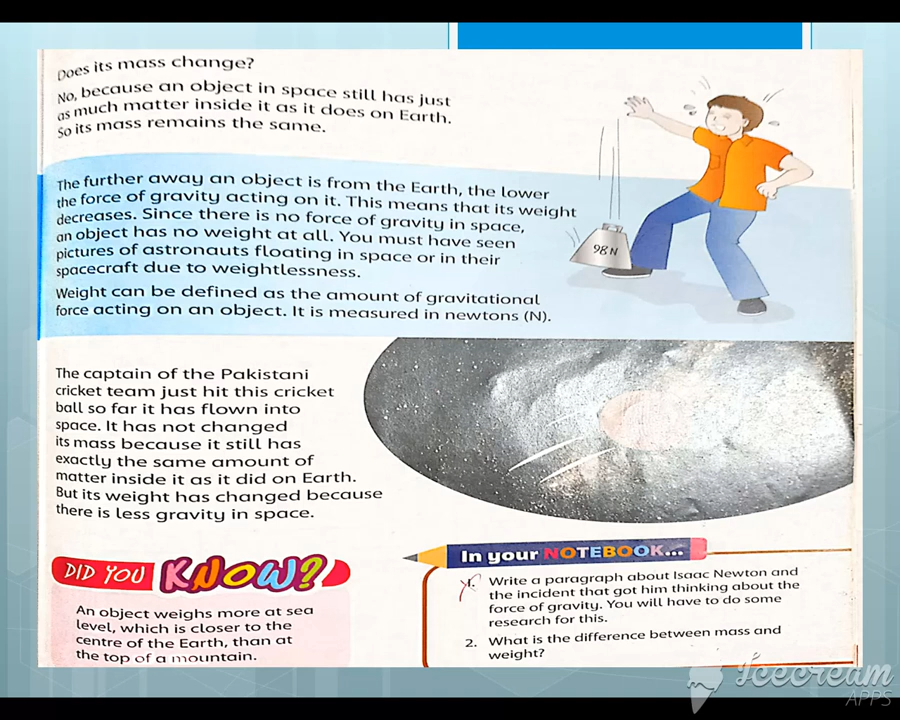 Does its mass change?
No, because an object in space still has just
as much matter inside it as it does on Earth.
So its mass remains the same.
The further away an object is from the Earth, the lower
the force of gravity acting on it. This means that its weight
decreases. Since there is no force of gravity in space,
an object has no weight at all. You must have seen
pictures of astronauts floating in space or in their
spacecraft due to weightlessness.
Weight can be defined as the amount of gravitational
force acting on an object. It is measured in newtons (N).
98 N
The captain of the Pakistani
cricket team just hit this cricket
ball so far it has flown into
space. It has not changed
its mass because it still has
exactly the same amount of
matter inside it as it did on Earth.
But its weight has changed because
there is less gravity in space.
DID YOU KNOW?
An object weighs more at sea
level, which is closer to the
centre of the Earth, than at
the top of a mountain.
In your NOTEBOOK...
1. Write a paragraph about Isaac Newton and
the incident that got him thinking about the
force of gravity. You will have to do some
research for this.
2. What is the difference between mass and
weight?
Icecream
APPS